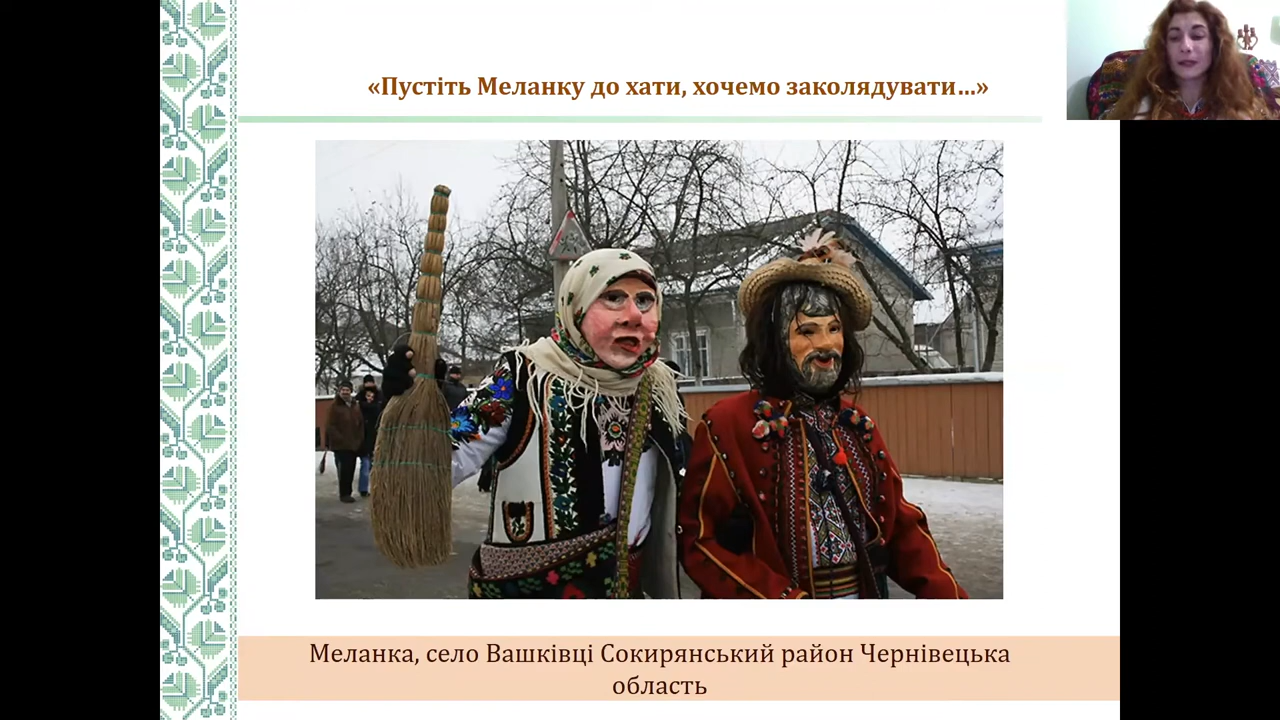 «Пустіть Меланку до хати, хочемо заколядувати…»
Меланка, село Вашківці Сокирянський район Чернівецька
область